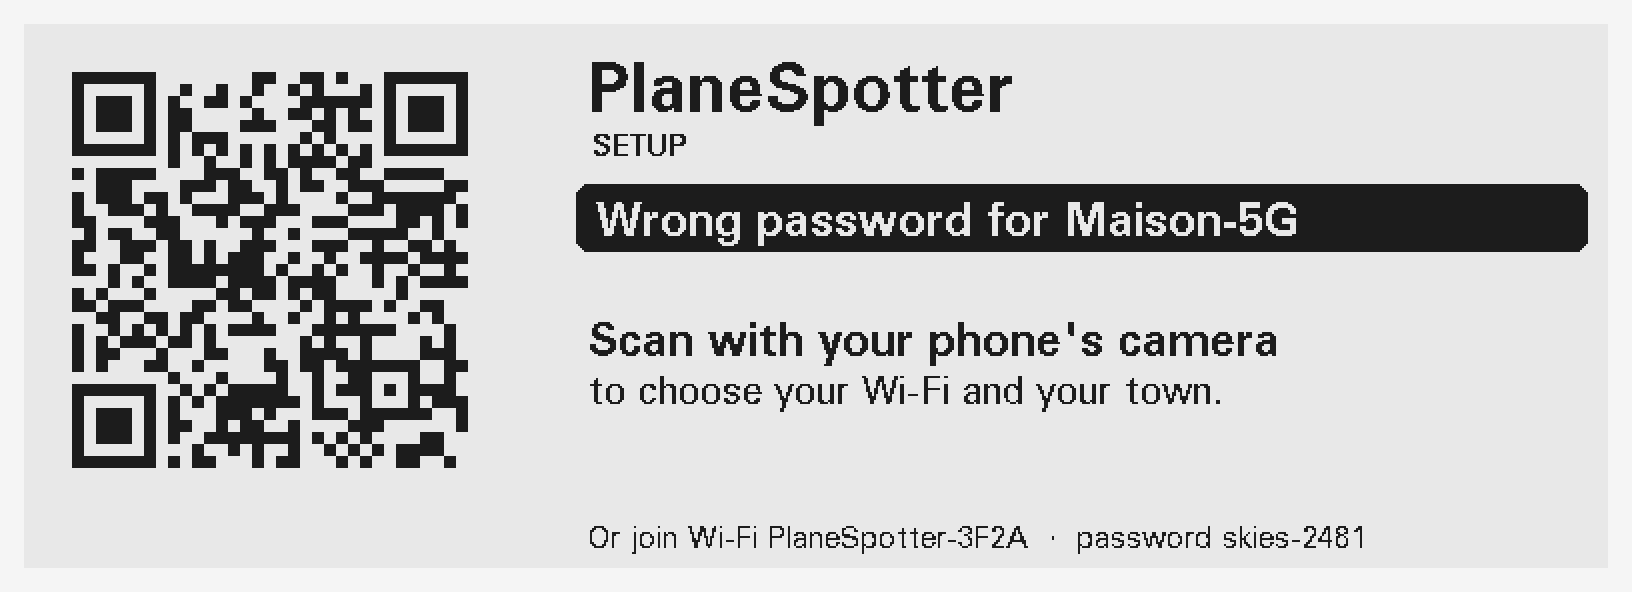 PlaneSpotter
SETUP
Wrong password for Maison-5G
Scan with your phone's camera
to choose your Wi-Fi and your town.
Or join Wi-Fi PlaneSpotter-3F2A · password skies-2481